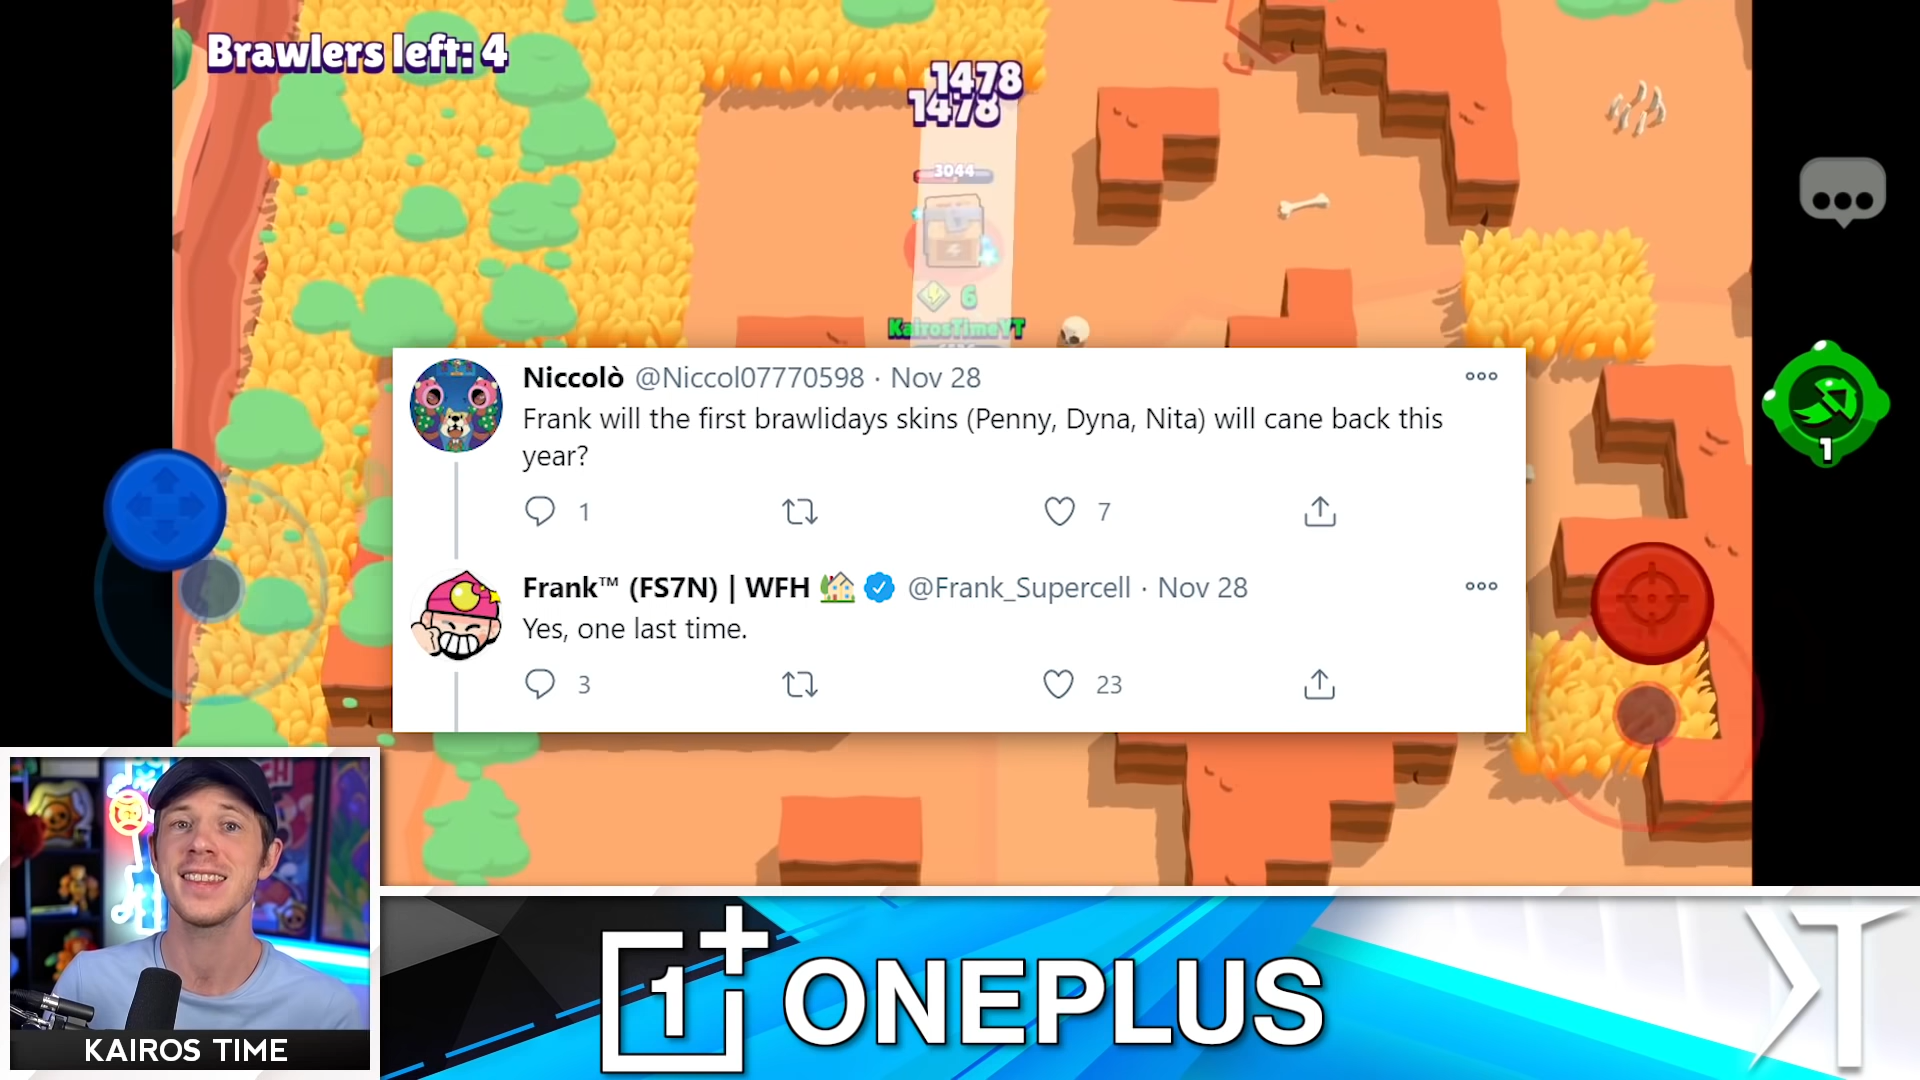 Brawlers left: 4
1478
1478
3044
6
KairosTimeYT
Niccolò @Niccol07770598 · Nov 28
Frank will the first brawlidays skins (Penny, Dyna, Nita) will cane back this
year?
1
7
Frank™ (FS7N) | WFH 🏡 @Frank_Supercell · Nov 28
Yes, one last time.
3
23
1
KAIROS TIME
1+ ONEPLUS
KT